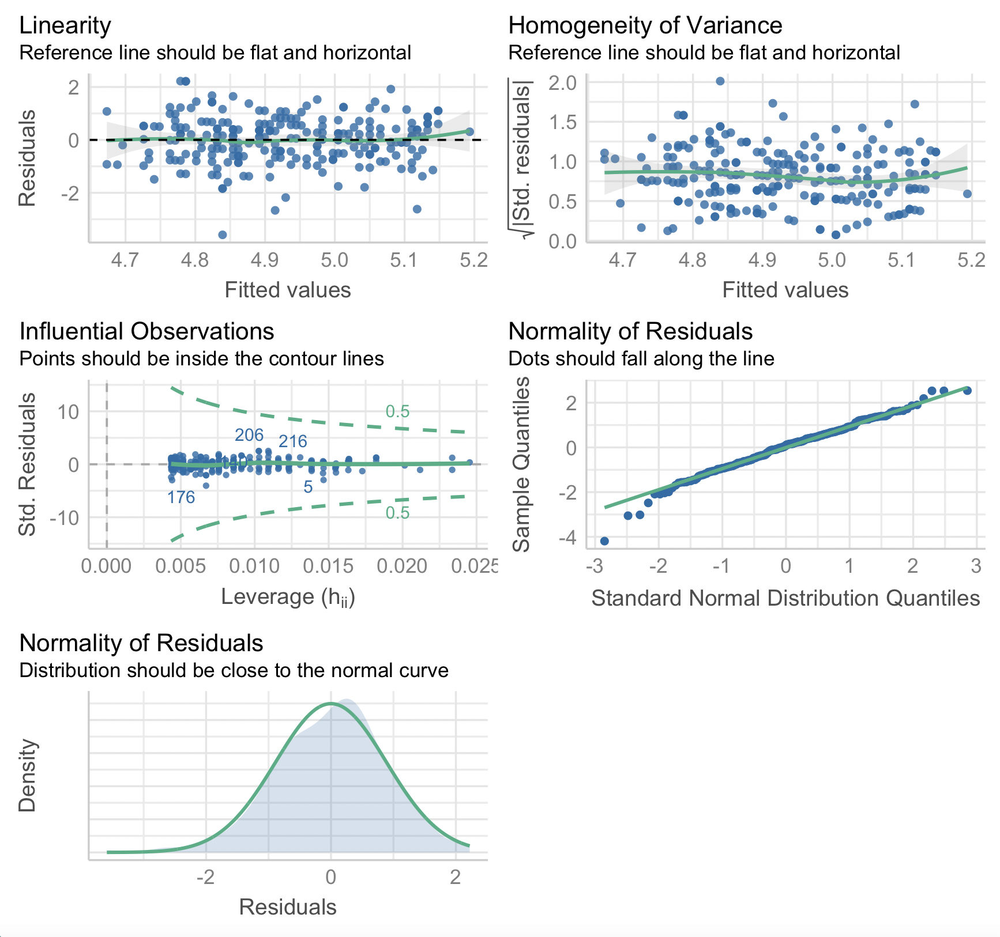 Linearity
Reference line should be flat and horizontal
Residuals
2
0
-2
4.7 4.8 4.9 5.0 5.1 5.2
Fitted values
Homogeneity of Variance
Reference line should be flat and horizontal
√|Std. residuals|
2.0
1.5
1.0
0.5
0.0
4.7 4.8 4.9 5.0 5.1 5.2
Fitted values
Influential Observations
Points should be inside the contour lines
Std. Residuals
10
0
-10
0.5
206
216
140
176
5
0.5
0.000 0.005 0.010 0.015 0.020 0.025
Leverage (hii)
Normality of Residuals
Dots should fall along the line
Sample Quantiles
2
0
-2
-4
-3 -2 -1 0 1 2 3
Standard Normal Distribution Quantiles
Normality of Residuals
Distribution should be close to the normal curve
Density
-2 0 2
Residuals